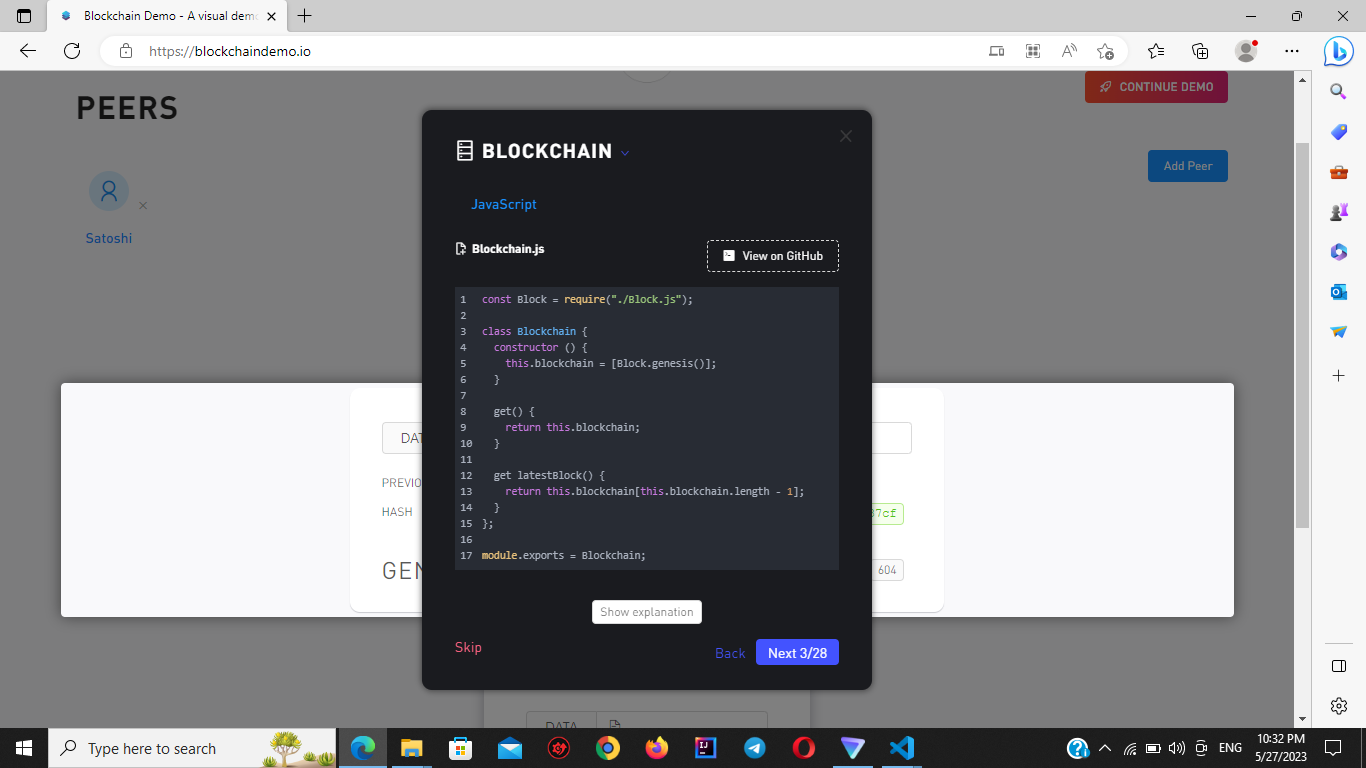 Blockchain Demo - A visual dem
https://blockchaindemo.io
PEERS
CONTINUE DEMO
Add Peer
Satoshi
BLOCKCHAIN
JavaScript
Blockchain.js
View on GitHub
1 const Block = require("./Block.js");
2
3 class Blockchain {
4 constructor () {
5 this.blockchain = [Block.genesis()];
6 }
7
8 get() {
9 return this.blockchain;
10 }
11
12 get latestBlock() {
13 return this.blockchain[this.blockchain.length - 1];
14 }
15 };
16
17 module.exports = Blockchain;
DAT
PREVIO
HASH
37cf
GEN
604
Show explanation
Skip
Back
Next 3/28
DATA
Type here to search
ENG
10:32 PM
5/27/2023